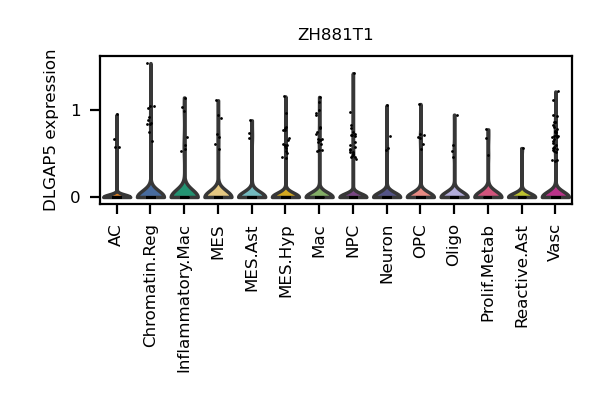 ZH881T1
DLGAP5 expression
1
0
AC
Chromatin.Reg
Inflammatory.Mac
MES
MES.Ast
MES.Hyp
Mac
NPC
Neuron
OPC
Oligo
Prolif.Metab
Reactive.Ast
Vasc